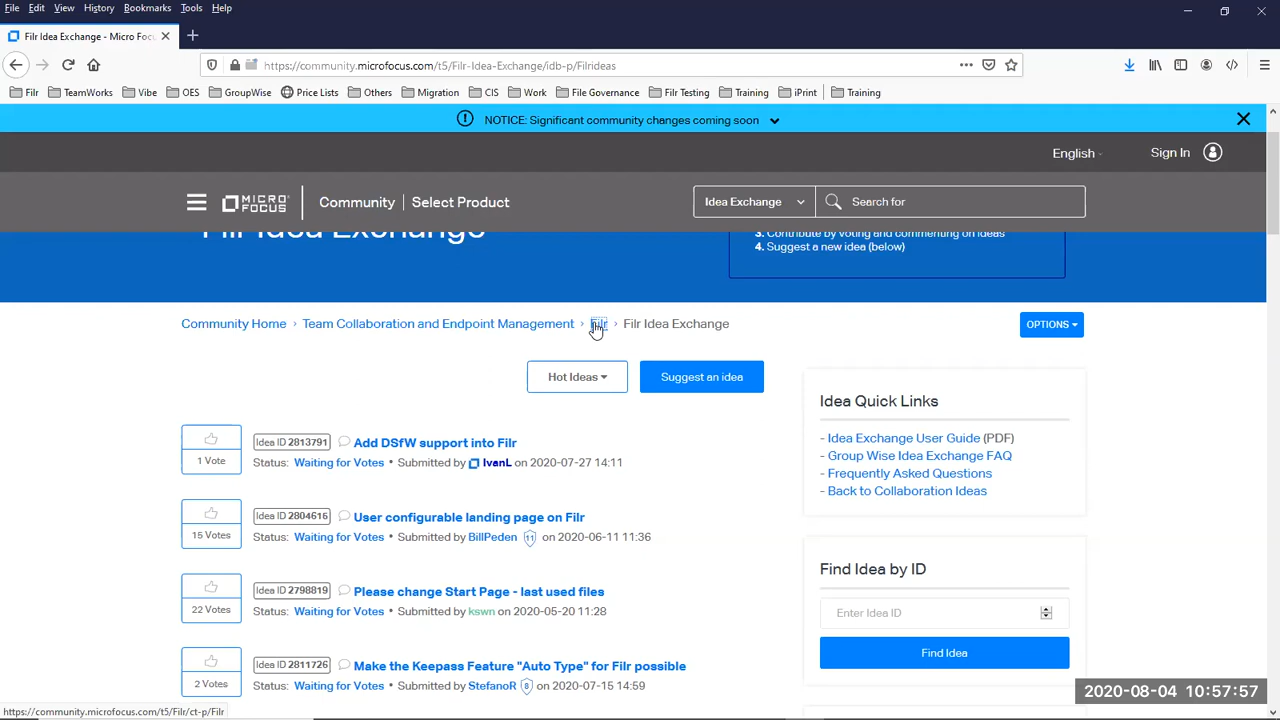 File Edit View History Bookmarks Tools Help
Filr Idea Exchange - Micro Foc
https://community.microfocus.com/t5/Filr-Idea-Exchange/idb-p/Filrideas
Filr TeamWorks Vibe OES GroupWise Price Lists Others Migration CIS Work File Governance Filr Testing Training iPrint Training
NOTICE: Significant community changes coming soon
English Sign In
MICRO FOCUS Community Select Product Idea Exchange Search for
Filr Idea Exchange
3. Contribute by voting and commenting on ideas
4. Suggest a new idea (below)
Community Home › Team Collaboration and Endpoint Management › Filr › Filr Idea Exchange
OPTIONS
Hot Ideas Suggest an idea
Idea Quick Links
- Idea Exchange User Guide (PDF)
- Group Wise Idea Exchange FAQ
- Frequently Asked Questions
- Back to Collaboration Ideas
1 Vote
Idea ID 2813791 Add DSfW support into Filr
Status: Waiting for Votes • Submitted by IvanL on 2020-07-27 14:11
15 Votes
Idea ID 2804616 User configurable landing page on Filr
Status: Waiting for Votes • Submitted by BillPeden 11 on 2020-06-11 11:36
22 Votes
Idea ID 2798819 Please change Start Page - last used files
Status: Waiting for Votes • Submitted by kswn on 2020-05-20 11:28
2 Votes
Idea ID 2811726 Make the Keepass Feature "Auto Type" for Filr possible
Status: Waiting for Votes • Submitted by StefanoR 8 on 2020-07-15 14:59
Find Idea by ID
Enter Idea ID
Find Idea
2020-08-04 10:57:57
https://community.microfocus.com/t5/Filr/ct-p/Filr